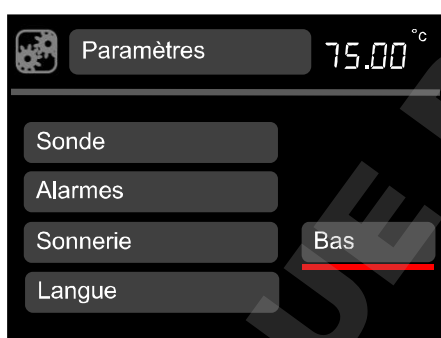 Paramètres 75.00 °c
Sonde
Alarmes
Sonnerie Bas
Langue